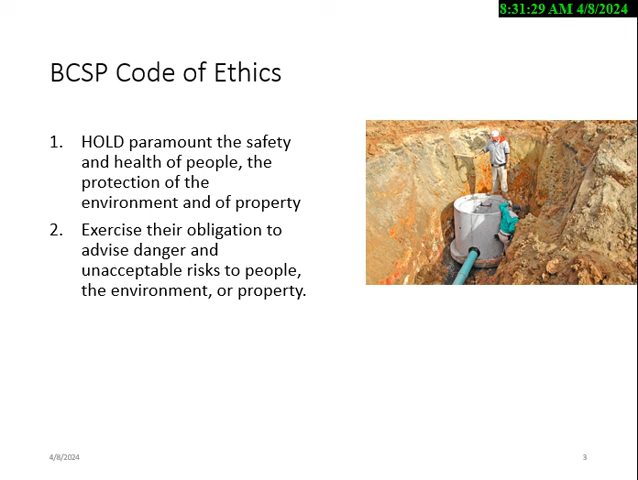 8:31:29 AM 4/8/2024
BCSP Code of Ethics
1. HOLD paramount the safety
and health of people, the
protection of the
environment and of property
2. Exercise their obligation to
advise danger and
unacceptable risks to people,
the environment, or property.
4/8/2024
3